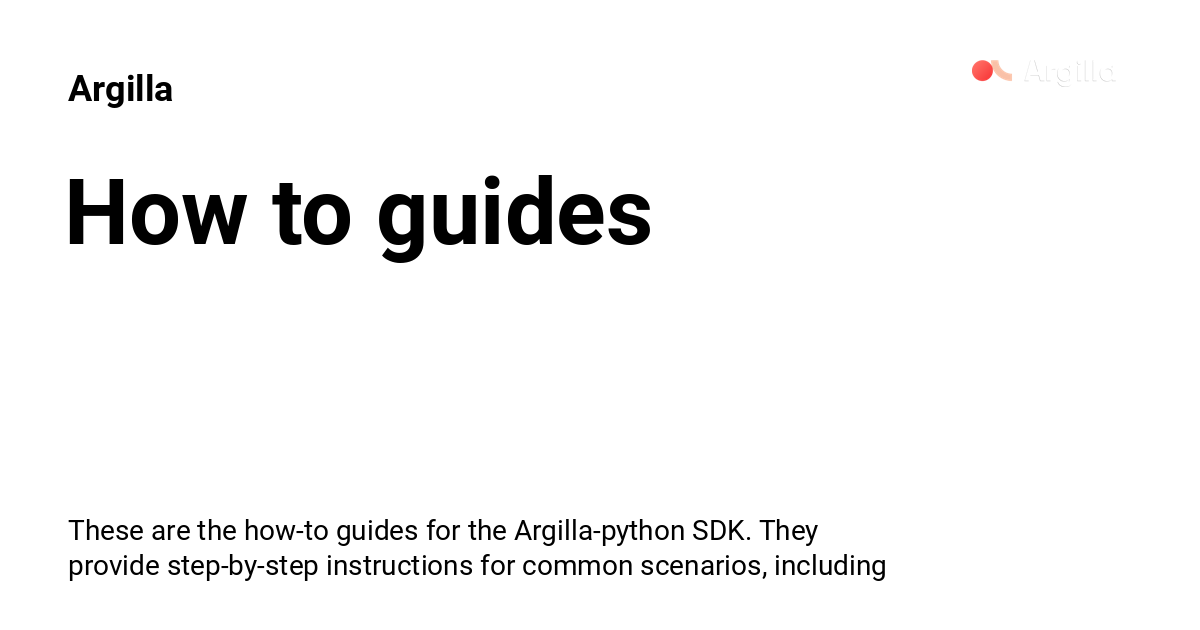 Argilla
Argilla
How to guides
These are the how-to guides for the Argilla-python SDK. They
provide step-by-step instructions for common scenarios, including